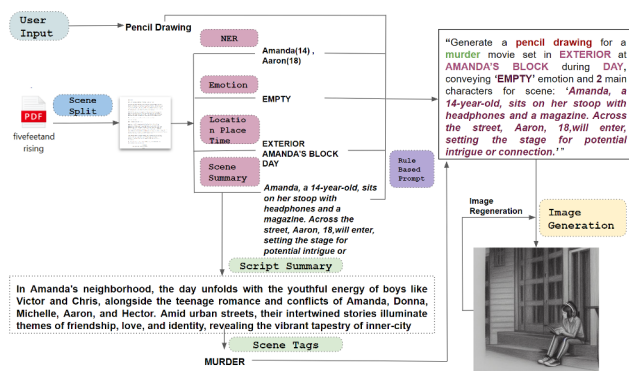 User
Input
Pencil Drawing
NER
Amanda(14) ,
Aaron(18)
Emotion
EMPTY
Scene
Split
PDF
fivefeetand
rising
Locatio
n Place
Time
EXTERIOR
AMANDA'S BLOCK
DAY
Scene
Summary
Amanda, a 14-year-old, sits
on her stoop with
headphones and a
magazine. Across the
street, Aaron, 18,will enter,
setting the stage for
potential intrigue or
Rule
Based
Prompt
“Generate a pencil drawing for a
murder movie set in EXTERIOR at
AMANDA'S BLOCK during DAY,
conveying ‘EMPTY’ emotion and 2 main
characters for scene: ‘Amanda, a
14-year-old, sits on her stoop with
headphones and a magazine. Across
the street, Aaron, 18,will enter,
setting the stage for potential
intrigue or connection.’ ”
Image
Regeneration
Image
Generation
Script Summary
In Amanda's neighborhood, the day unfolds with the youthful energy of boys like
Victor and Chris, alongside the teenage romance and conflicts of Amanda, Donna,
Michelle, Aaron, and Hector. Amid urban streets, their intertwined stories illuminate
themes of friendship, love, and identity, revealing the vibrant tapestry of inner-city
Scene Tags
MURDER